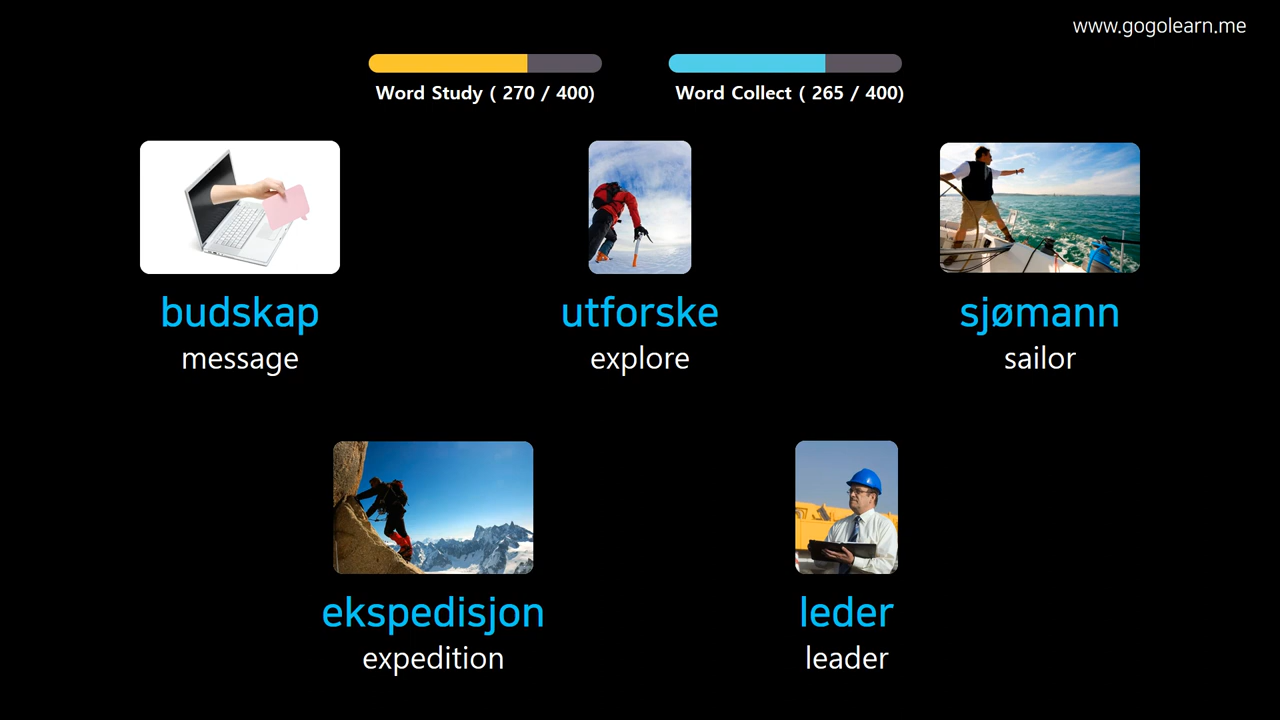 www.gogolearn.me
Word Study ( 270 / 400)
Word Collect ( 265 / 400)
budskap
message
utforske
explore
sjømann
sailor
ekspedisjon
expedition
leder
leader